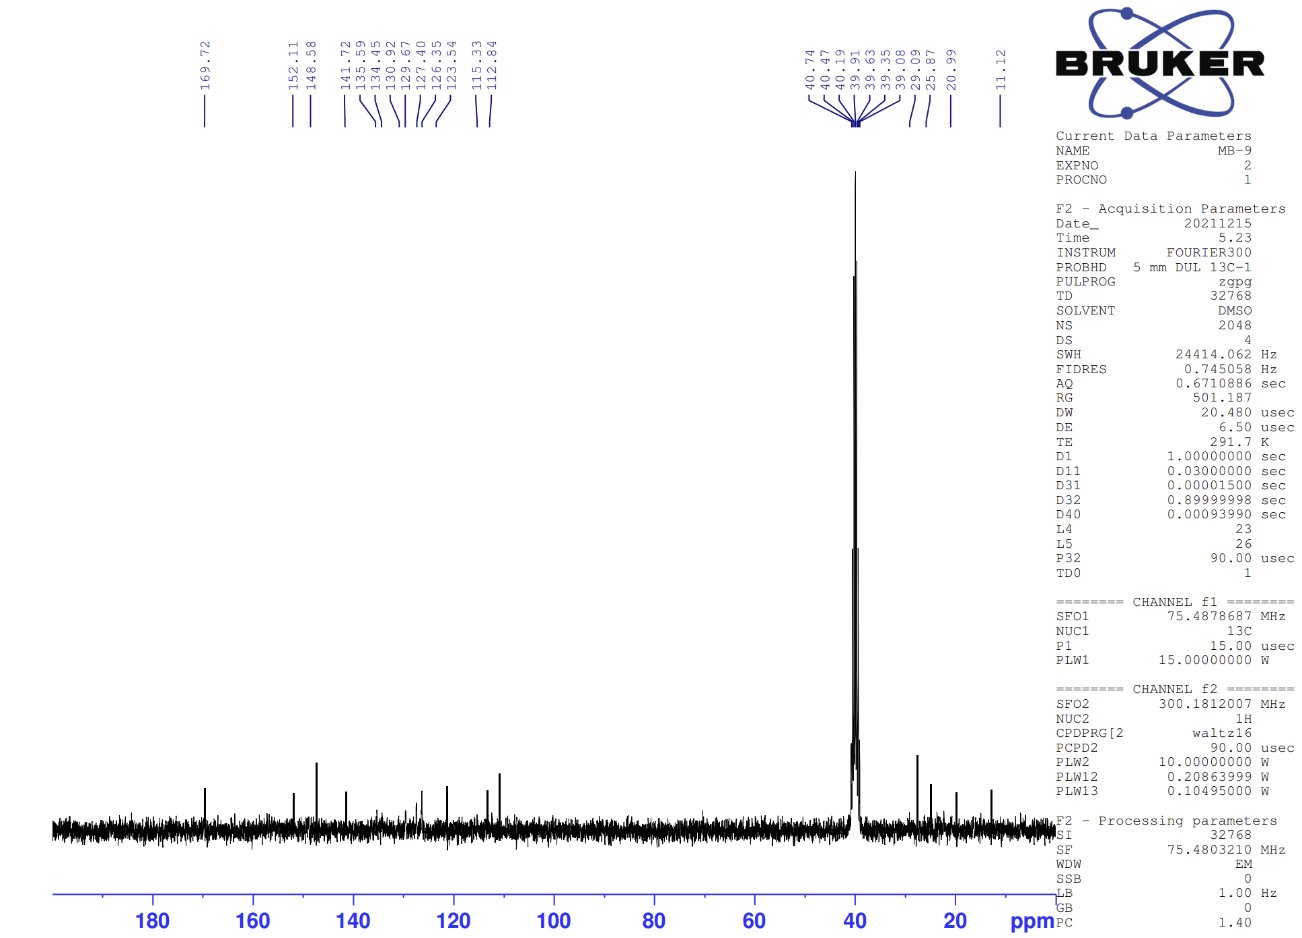 169.72
152.11
148.58
141.72
135.59
134.45
130.92
129.67
127.40
126.35
123.54
115.33
112.84
40.74
40.47
40.19
39.91
39.63
39.35
39.08
29.09
25.87
20.99
11.12
BRUKER
Current Data Parameters
NAME MB-9
EXPNO 2
PROCNO 1
F2 - Acquisition Parameters
Date_ 20211215
Time 5.23
INSTRUM FOURIER300
PROBHD 5 mm DUL 13C-1
PULPROG zgpg
TD 32768
SOLVENT DMSO
NS 2048
DS 4
SWH 24414.062 Hz
FIDRES 0.745058 Hz
AQ 0.6710886 sec
RG 501.187
DW 20.480 usec
DE 6.50 usec
TE 291.7 K
D1 1.00000000 sec
D11 0.03000000 sec
D31 0.00001500 sec
D32 0.89999998 sec
D40 0.00093990 sec
L4 23
L5 26
P32 90.00 usec
TD0 1
======== CHANNEL f1 ========
SFO1 75.4878687 MHz
NUC1 13C
P1 15.00 usec
PLW1 15.00000000 W
======== CHANNEL f2 ========
SFO2 300.1812007 MHz
NUC2 1H
CPDPRG[2 waltz16
PCPD2 90.00 usec
PLW2 10.00000000 W
PLW12 0.20863999 W
PLW13 0.10495000 W
F2 - Processing parameters
SI 32768
SF 75.4803210 MHz
WDW EM
SSB 0
LB 1.00 Hz
GB 0
PC 1.40
180 160 140 120 100 80 60 40 20 ppm